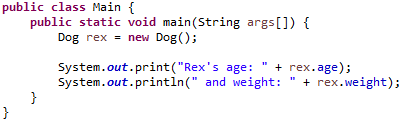 public class Main {
    public static void main(String args[]) {
        Dog rex = new Dog();

        System.out.print("Rex's age: " + rex.age);
        System.out.println(" and weight: " + rex.weight);
    }
}